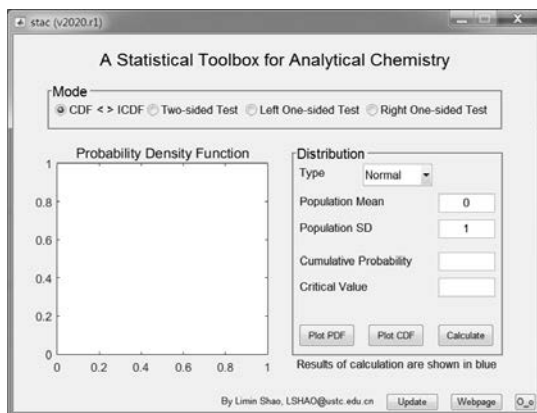 stac (v2020.r1)
A Statistical Toolbox for Analytical Chemistry
Mode
CDF < > ICDF Two-sided Test Left One-sided Test Right One-sided Test
Probability Density Function
1
0.8
0.6
0.4
0.2
0
0 0.2 0.4 0.6 0.8 1
Distribution
Type Normal
Population Mean 0
Population SD 1
Cumulative Probability
Critical Value
Plot PDF Plot CDF Calculate
Results of calculation are shown in blue
By Limin Shao, LSHAO@ustc.edu.cn Update Webpage O_o